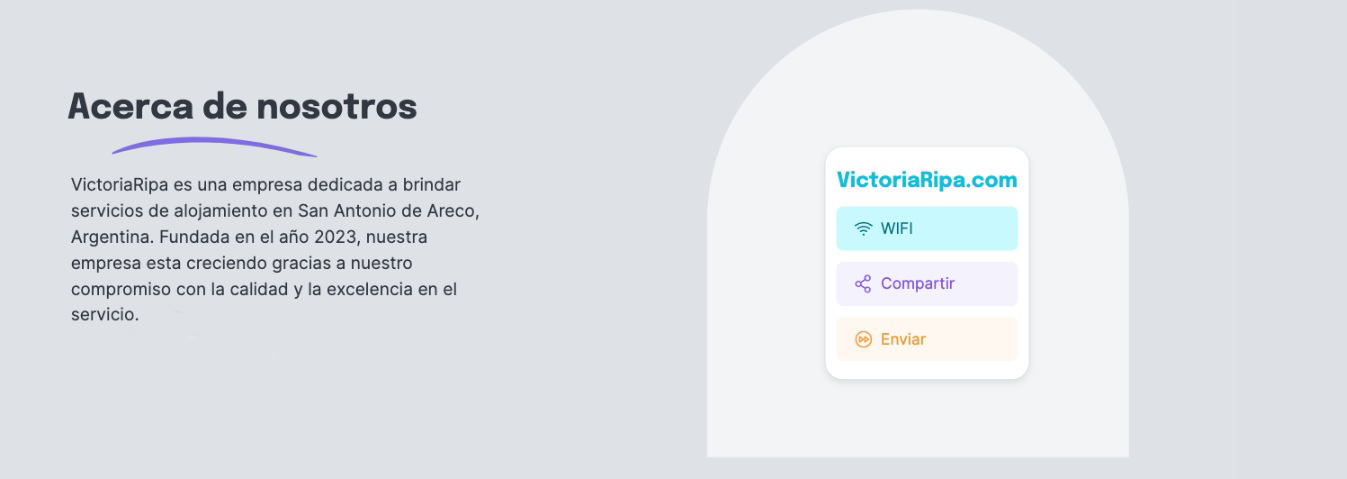 Acerca de nosotros
VictoriaRipa es una empresa dedicada a brindar
servicios de alojamiento en San Antonio de Areco,
Argentina. Fundada en el año 2023, nuestra
empresa esta creciendo gracias a nuestro
compromiso con la calidad y la excelencia en el
servicio.
VictoriaRipa.com
WIFI
Compartir
Enviar